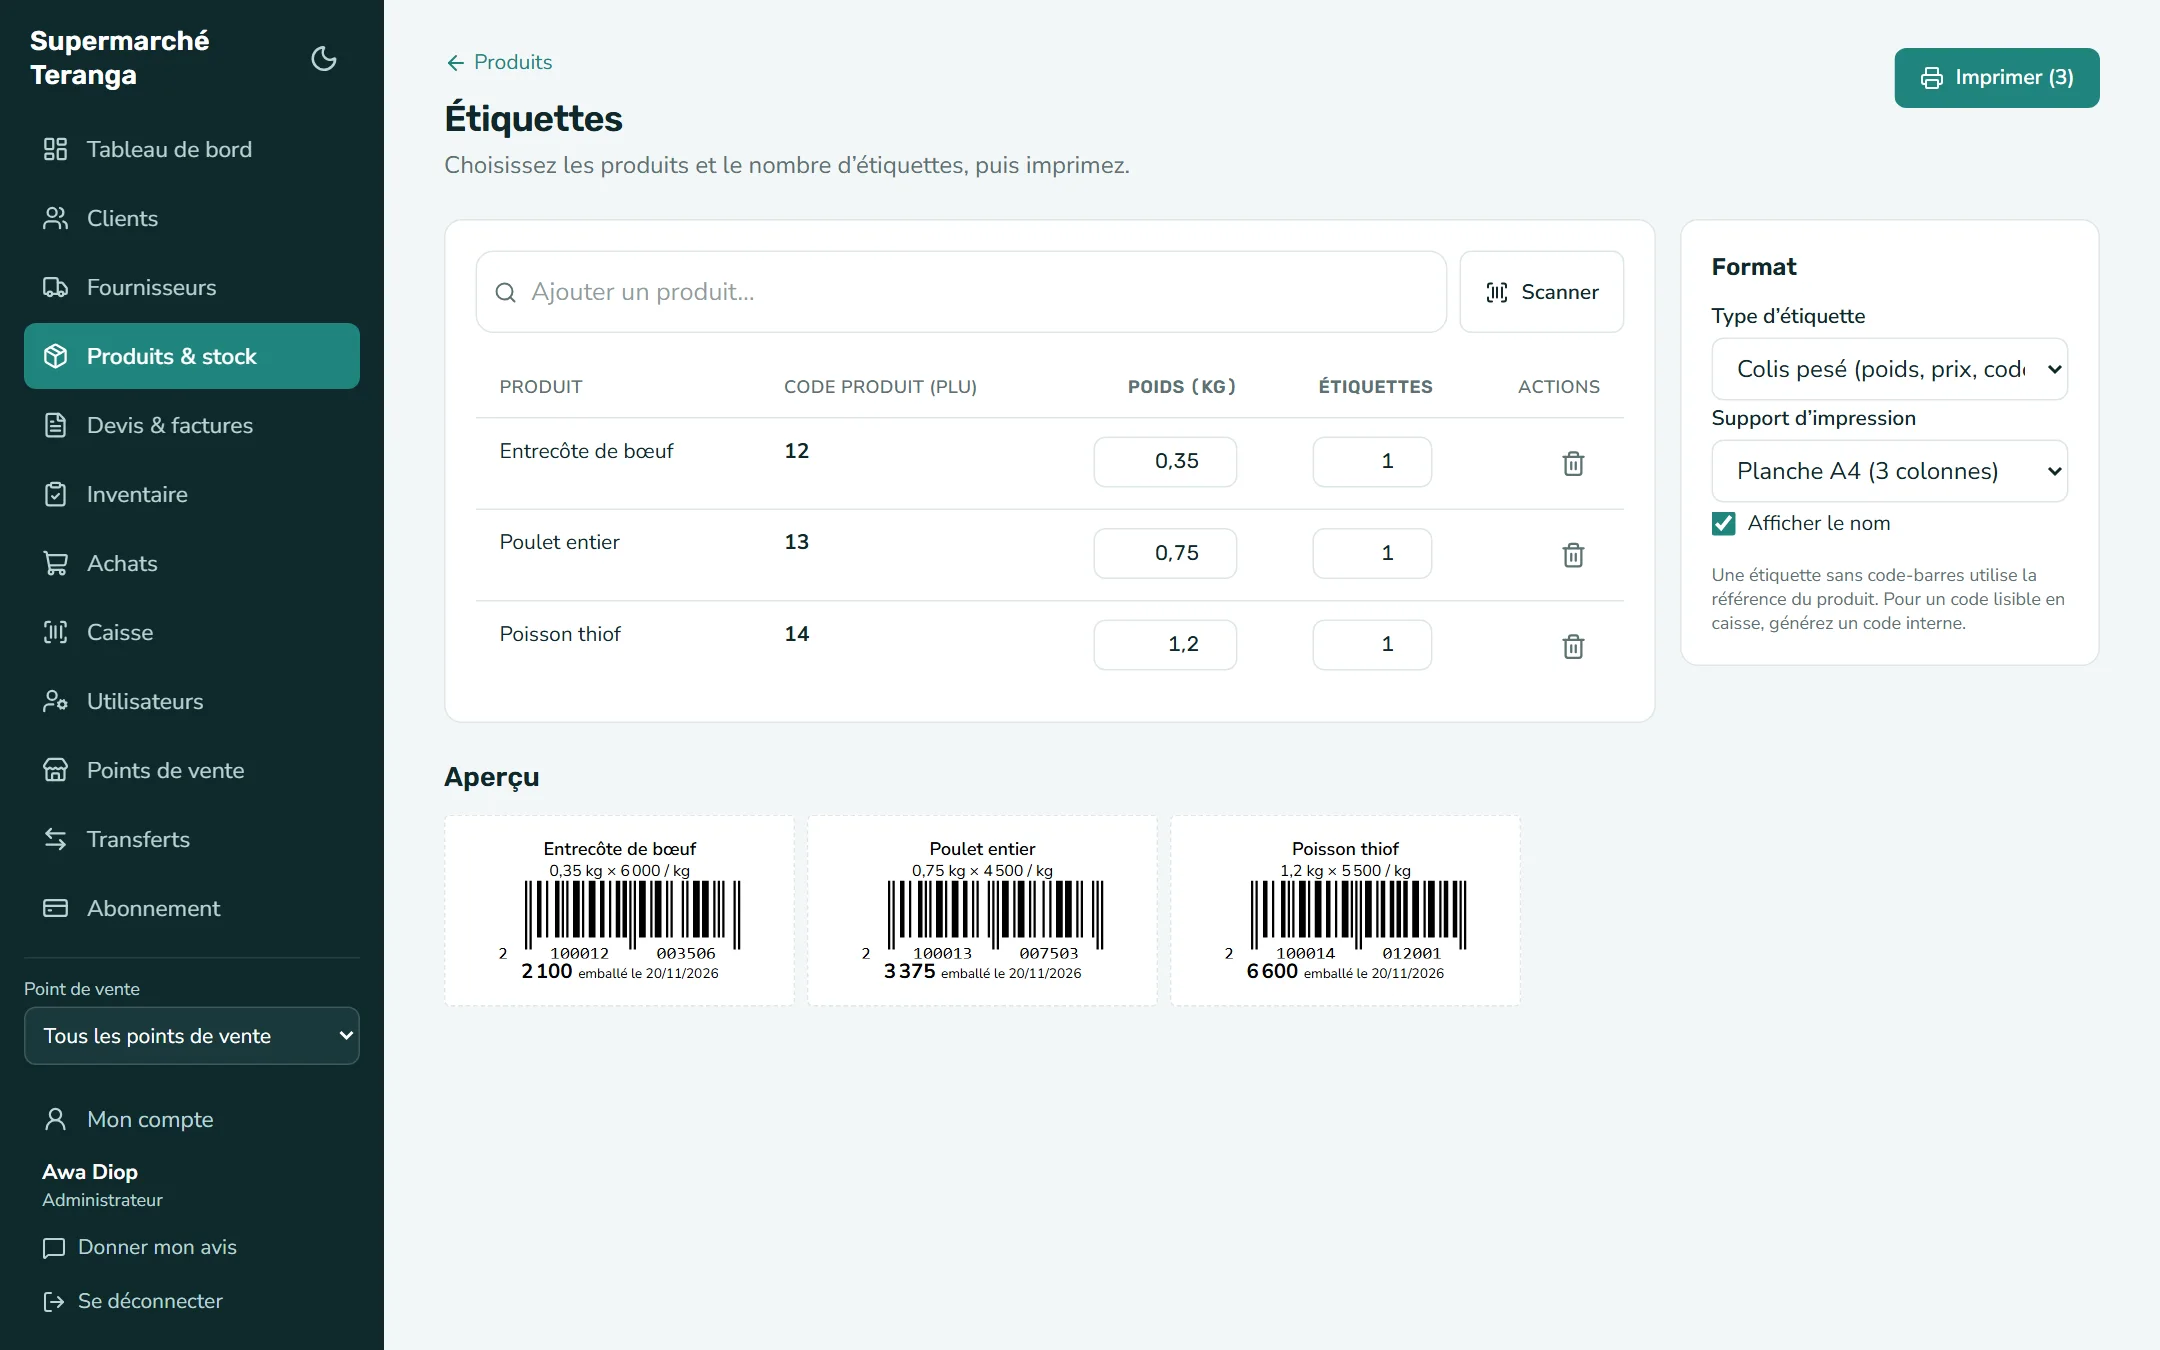 Supermarché
Teranga
Tableau de bord
Clients
Fournisseurs
Produits & stock
Devis & factures
Inventaire
Achats
Caisse
Utilisateurs
Points de vente
Transferts
Abonnement
Point de vente
Tous les points de vente
Mon compte
Awa Diop
Administrateur
Donner mon avis
Se déconnecter
Produits
Imprimer (3)
Étiquettes
Choisissez les produits et le nombre d’étiquettes, puis imprimez.
Ajouter un produit...
Scanner
PRODUIT CODE PRODUIT (PLU) POIDS (KG) ÉTIQUETTES ACTIONS
Entrecôte de bœuf 12 0,35 1
Poulet entier 13 0,75 1
Poisson thiof 14 1,2 1
Format
Type d’étiquette
Colis pesé (poids, prix, cod
Support d’impression
Planche A4 (3 colonnes)
Afficher le nom
Une étiquette sans code-barres utilise la
référence du produit. Pour un code lisible en
caisse, générez un code interne.
Aperçu
Entrecôte de bœuf
0,35 kg × 6 000 / kg
2 100012 003506
2 100 emballé le 20/11/2026
Poulet entier
0,75 kg × 4 500 / kg
2 100013 007503
3 375 emballé le 20/11/2026
Poisson thiof
1,2 kg × 5 500 / kg
2 100014 012001
6 600 emballé le 20/11/2026